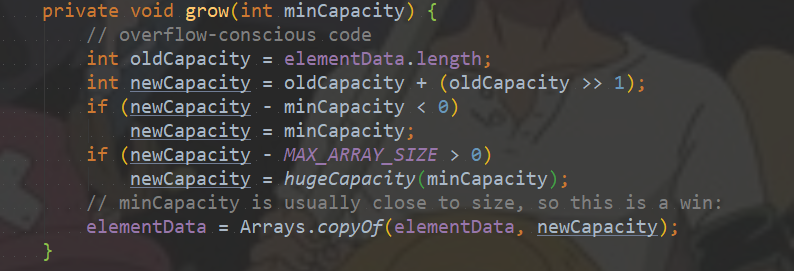 private void grow(int minCapacity) {
    // overflow-conscious code
    int oldCapacity = elementData.length;
    int newCapacity = oldCapacity + (oldCapacity >> 1);
    if (newCapacity - minCapacity < 0)
        newCapacity = minCapacity;
    if (newCapacity - MAX_ARRAY_SIZE > 0)
        newCapacity = hugeCapacity(minCapacity);
    // minCapacity is usually close to size, so this is a win:
    elementData = Arrays.copyOf(elementData, newCapacity);
}